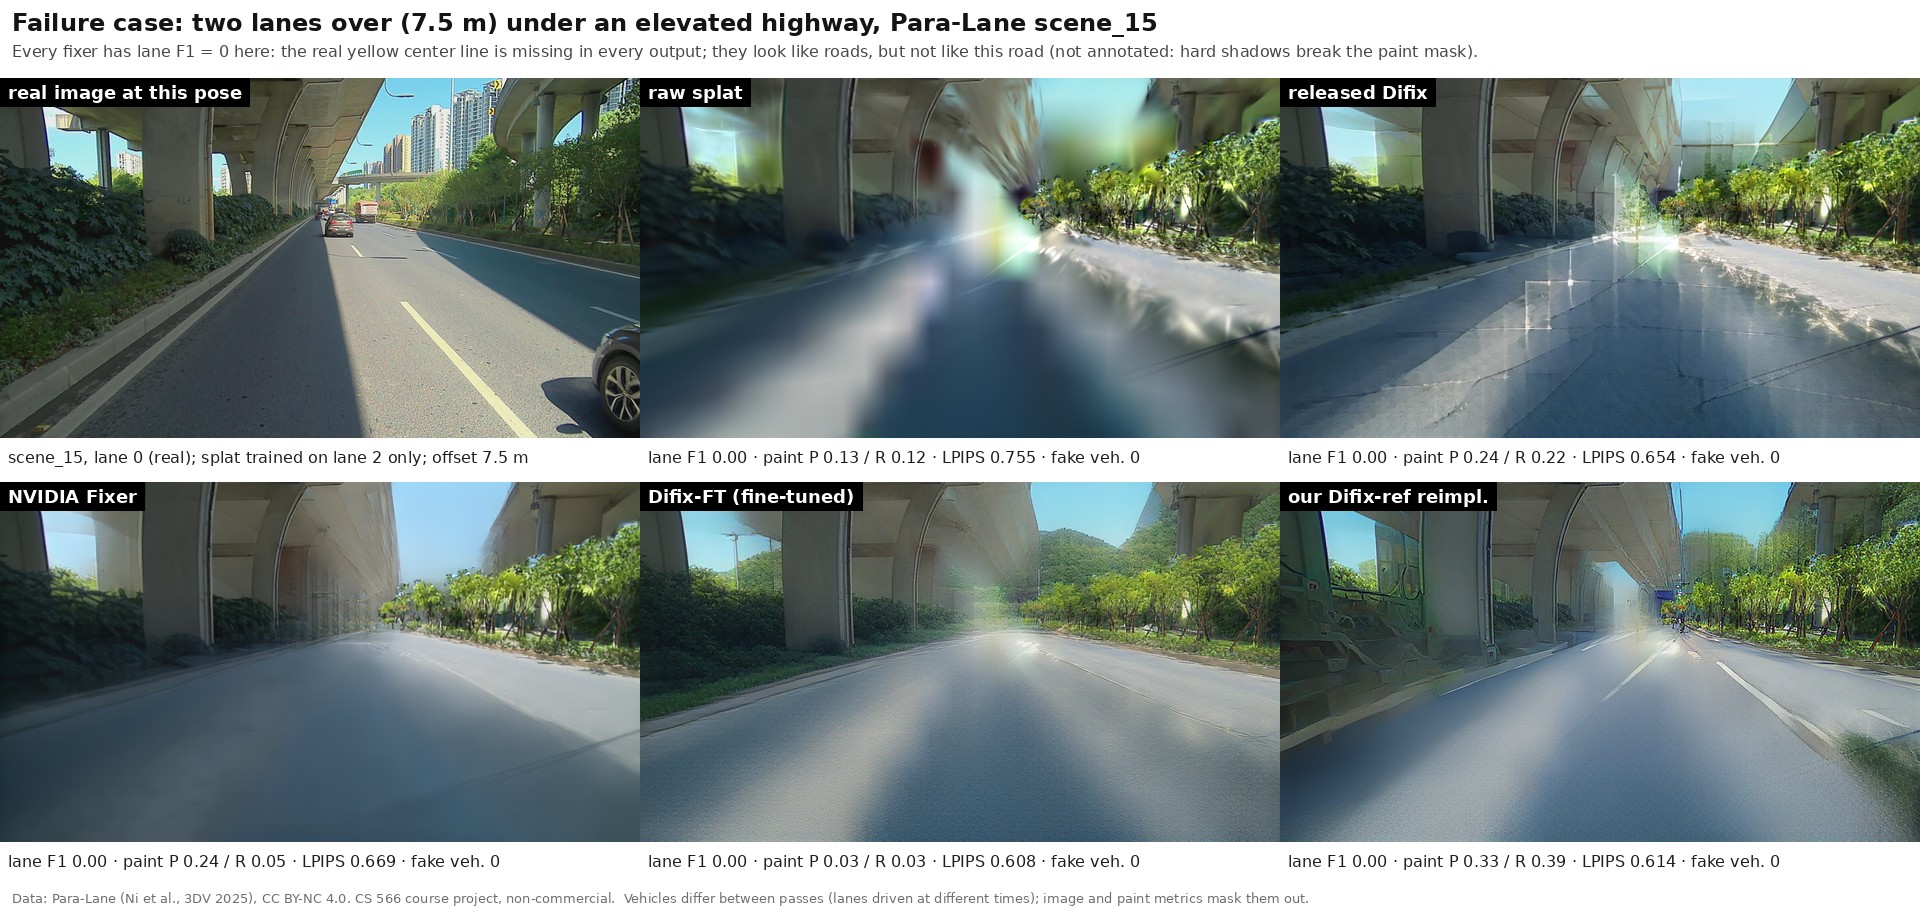 Failure case: two lanes over (7.5 m) under an elevated highway, Para-Lane scene_15
Every fixer has lane F1 = 0 here: the real yellow center line is missing in every output; they look like roads, but not like this road (not annotated: hard shadows break the paint mask).
real image at this pose
raw splat
released Difix
scene_15, lane 0 (real); splat trained on lane 2 only; offset 7.5 m
lane F1 0.00 · paint P 0.13 / R 0.12 · LPIPS 0.755 · fake veh. 0
lane F1 0.00 · paint P 0.24 / R 0.22 · LPIPS 0.654 · fake veh. 0
NVIDIA Fixer
Difix-FT (fine-tuned)
our Difix-ref reimpl.
lane F1 0.00 · paint P 0.24 / R 0.05 · LPIPS 0.669 · fake veh. 0
lane F1 0.00 · paint P 0.03 / R 0.03 · LPIPS 0.608 · fake veh. 0
lane F1 0.00 · paint P 0.33 / R 0.39 · LPIPS 0.614 · fake veh. 0
Data: Para-Lane (Ni et al., 3DV 2025), CC BY-NC 4.0. CS 566 course project, non-commercial.  Vehicles differ between passes (lanes driven at different times); image and paint metrics mask them out.